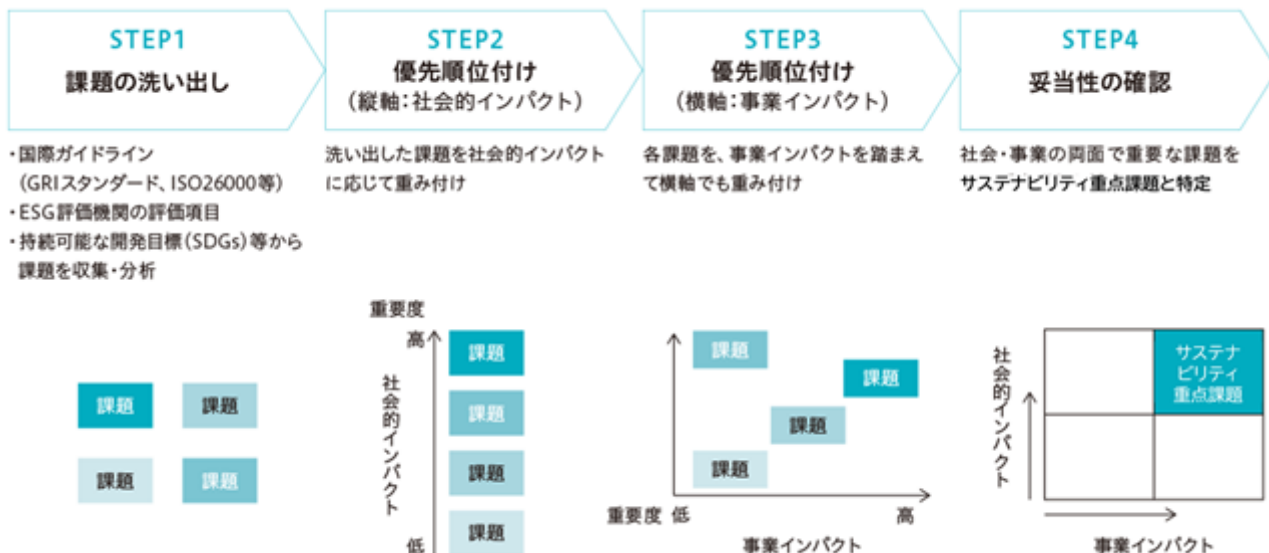 STEP1
課題の洗い出し
・国際ガイドライン
(GRIスタンダード、ISO26000等)
・ESG評価機関の評価項目
・持続可能な開発目標(SDGs)等から
課題を収集・分析
課題
課題
課題
課題
STEP2
優先順位付け
(縦軸:社会的インパクト)
洗い出した課題を社会的インパクト
に応じて重み付け
重要度
高
社会的インパクト
低
課題
課題
課題
課題
STEP3
優先順位付け
(横軸:事業インパクト)
各課題を、事業インパクトを踏まえ
て横軸でも重み付け
課題
課題
課題
課題
重要度 低
高
事業インパクト
STEP4
妥当性の確認
社会・事業の両面で重要な課題を
サステナビリティ重点課題と特定
社会的インパクト
サステナ
ビリティ
重点課題
事業インパクト